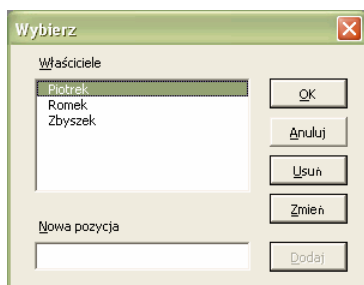 Wybierz
Właściciele
Piotrek
Romek
Zbyszek
OK
Anuluj
Usuń
Zmień
Nowa pozycja
Dodaj